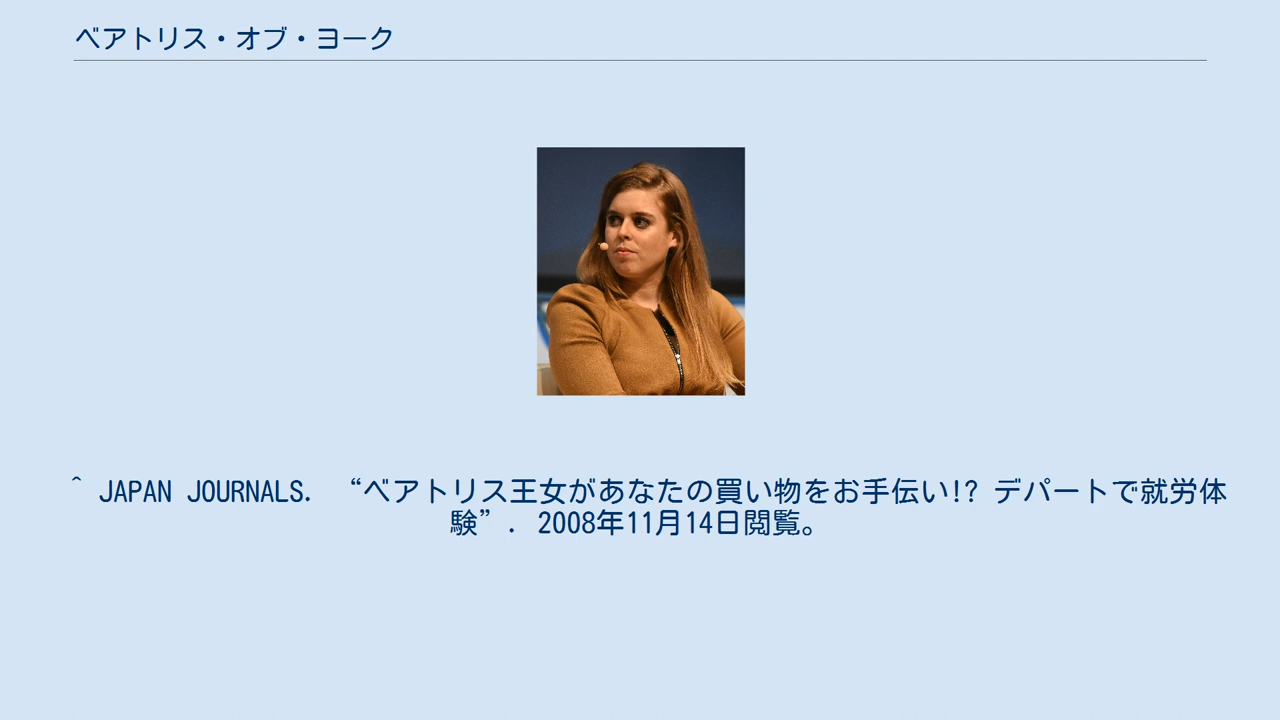 ベアトリス・オブ・ヨーク
^ JAPAN JOURNALS. “ベアトリス王女があなたの買い物をお手伝い!? デパートで就労体
験”. 2008年11月14日閲覧。